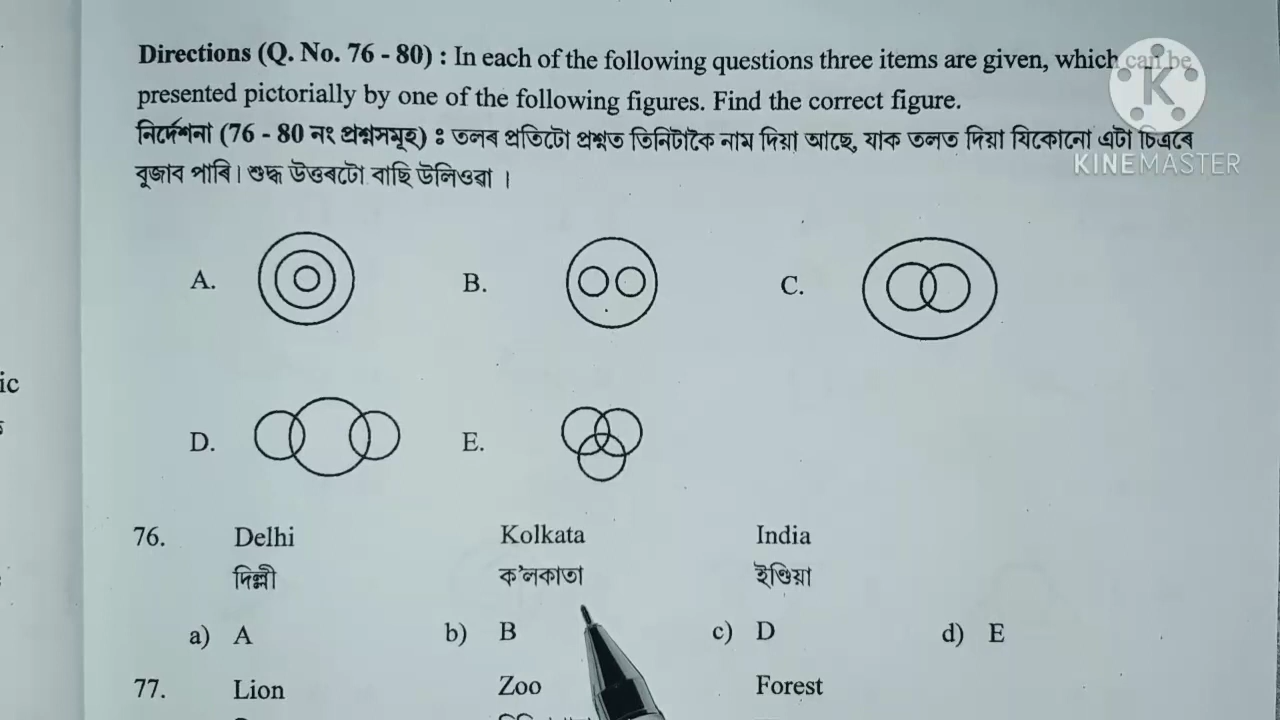 Directions (Q. No. 76 - 80) : In each of the following questions three items are given, which can be
presented pictorially by one of the following figures. Find the correct figure.
নিৰ্দেশনা (76 - 80 নং প্ৰশ্নসমূহ) ঃ তলৰ প্ৰতিটো প্ৰশ্নত তিনিটাকৈ নাম দিয়া আছে, যাক তলত দিয়া যিকোনো এটা চিত্ৰৰে
বুজাব পাৰি। শুদ্ধ উত্তৰটো বাছি উলিওৱা ।
K
KINEMASTER
A. B. C.
D. E.
ic
76. Delhi Kolkata India
দিল্লী ক'লকাতা ইণ্ডিয়া
a) A b) B c) D d) E
77. Lion Zoo Forest